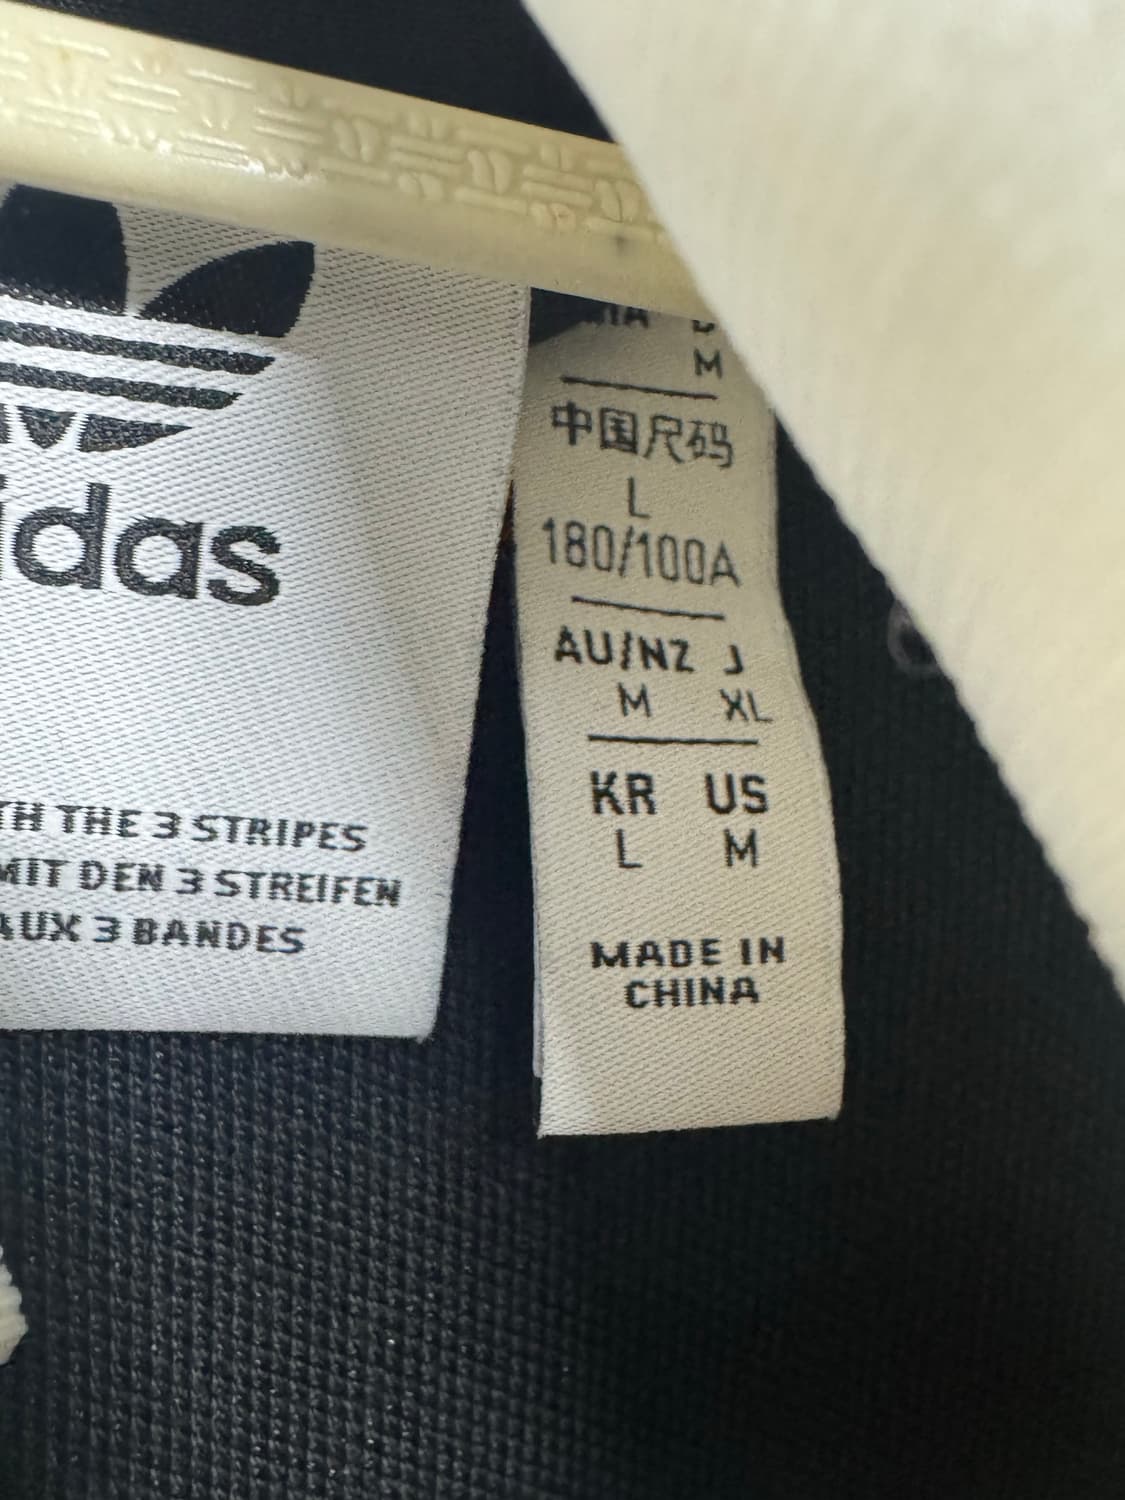 idas
TH THE 3 STRIPES
MIT DEN 3 STREIFEN
AUX 3 BANDES
M
中国尺码
L
180/100A
AU/NZ J
M XL
KR US
L M
MADE IN
CHINA